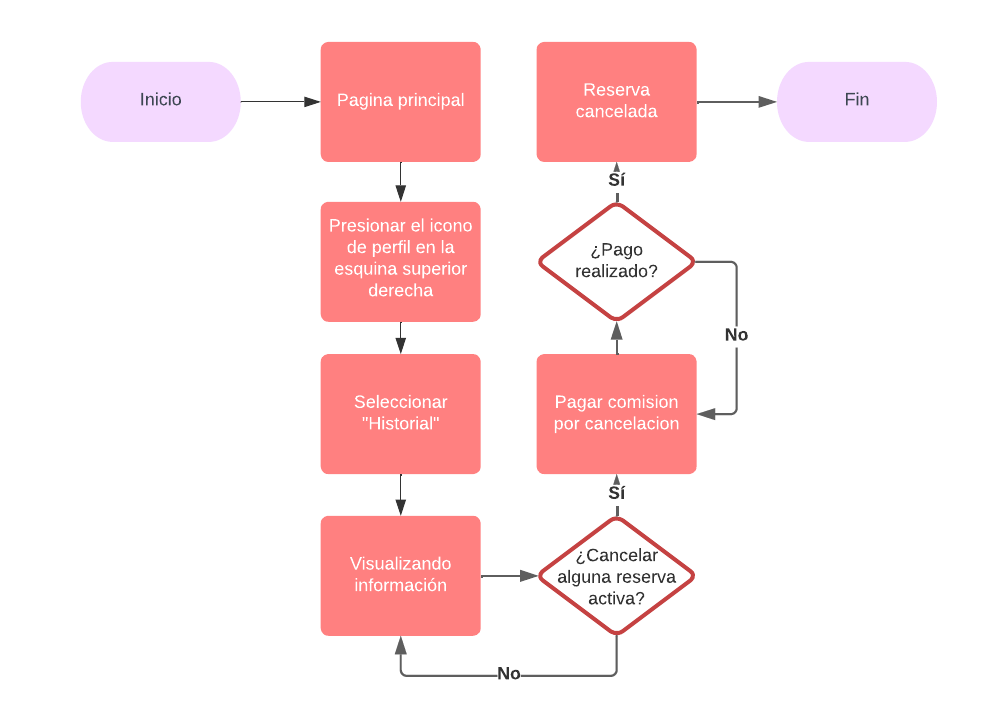 Inicio
Pagina principal
Presionar el icono
de perfil en la
esquina superior
derecha
Seleccionar
"Historial"
Visualizando
información
¿Cancelar
alguna reserva
activa?
No
Sí
Pagar comision
por cancelacion
¿Pago
realizado?
No
Sí
Reserva
cancelada
Fin